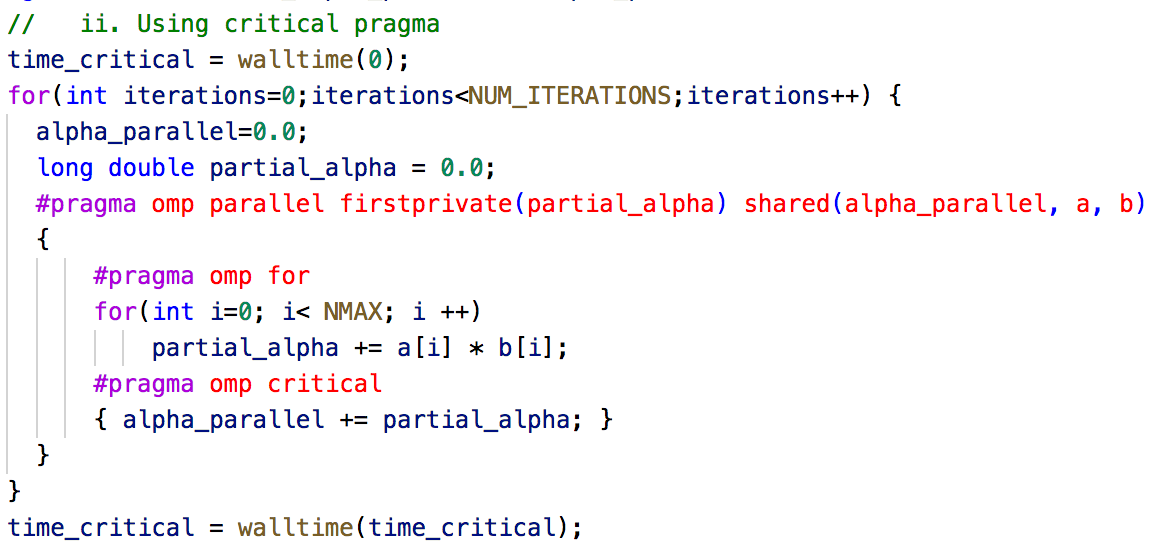 //   ii. Using critical pragma
time_critical = walltime(0);
for(int iterations=0;iterations<NUM_ITERATIONS;iterations++) {
  alpha_parallel=0.0;
  long double partial_alpha = 0.0;
  #pragma omp parallel firstprivate(partial_alpha) shared(alpha_parallel, a, b)
  {
      #pragma omp for
      for(int i=0; i< NMAX; i ++)
          partial_alpha += a[i] * b[i];
      #pragma omp critical
      { alpha_parallel += partial_alpha; }
  }
}
time_critical = walltime(time_critical);